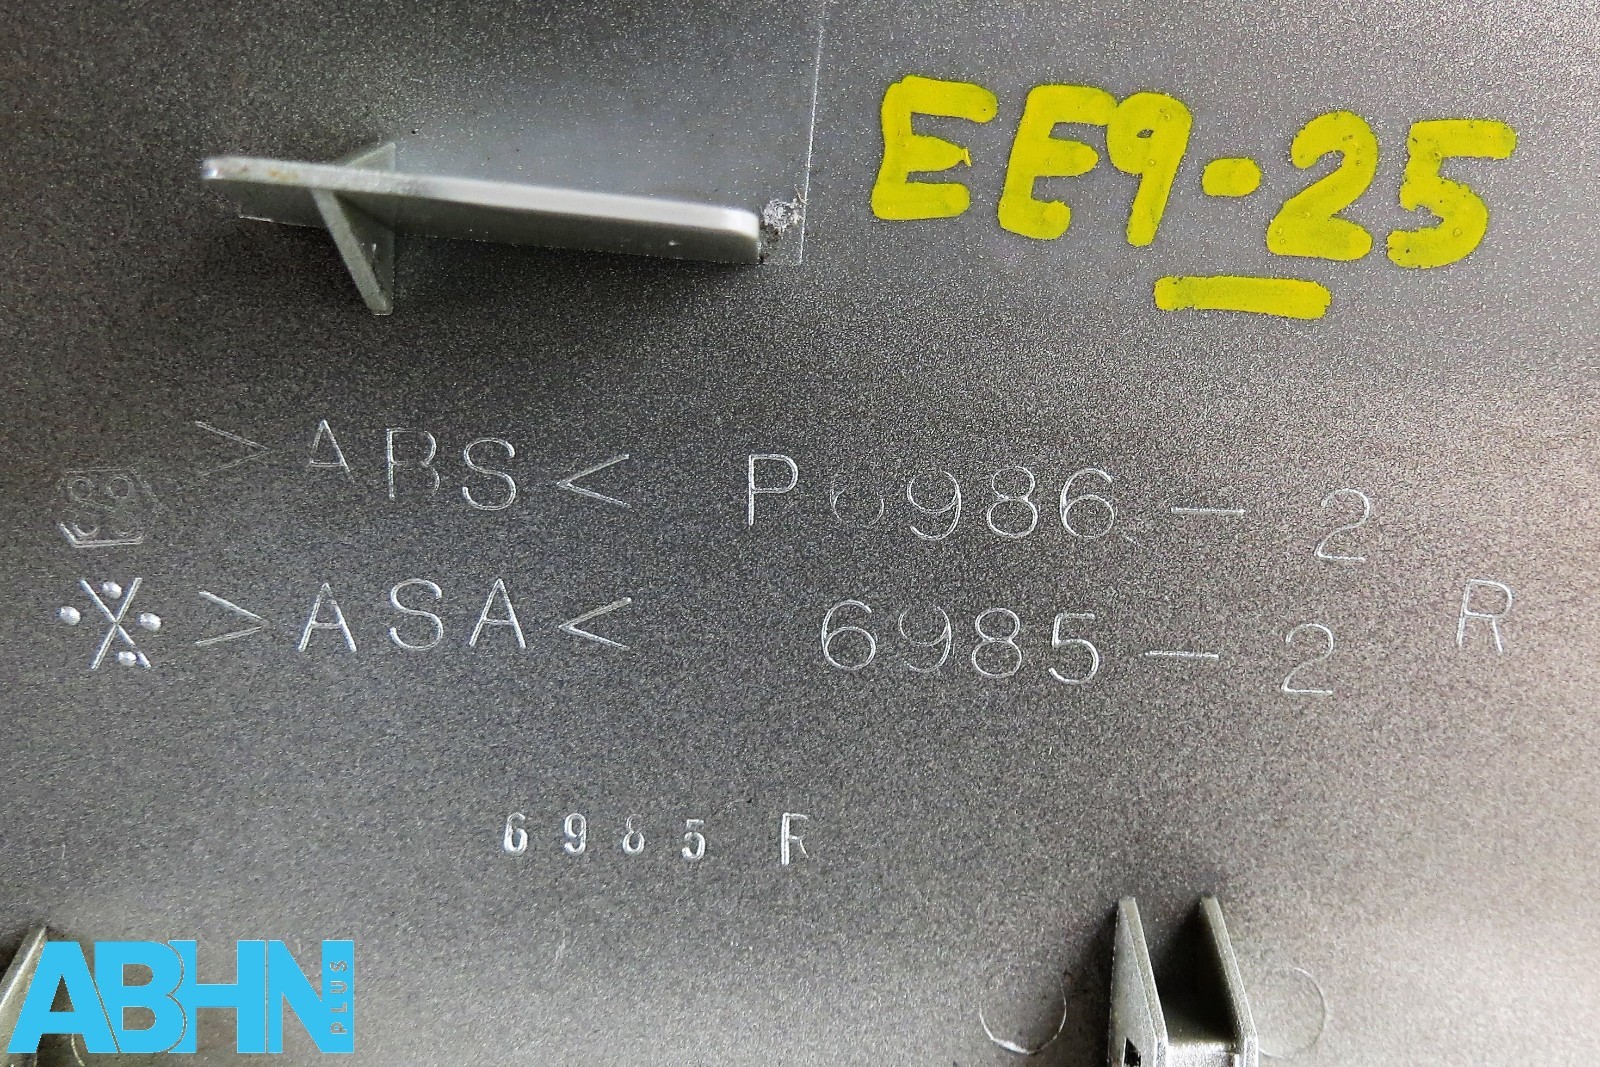 EE9-25
>ABS< P6986-2
>ASA< 6985-2 R
6985 R
ABHN PLUS